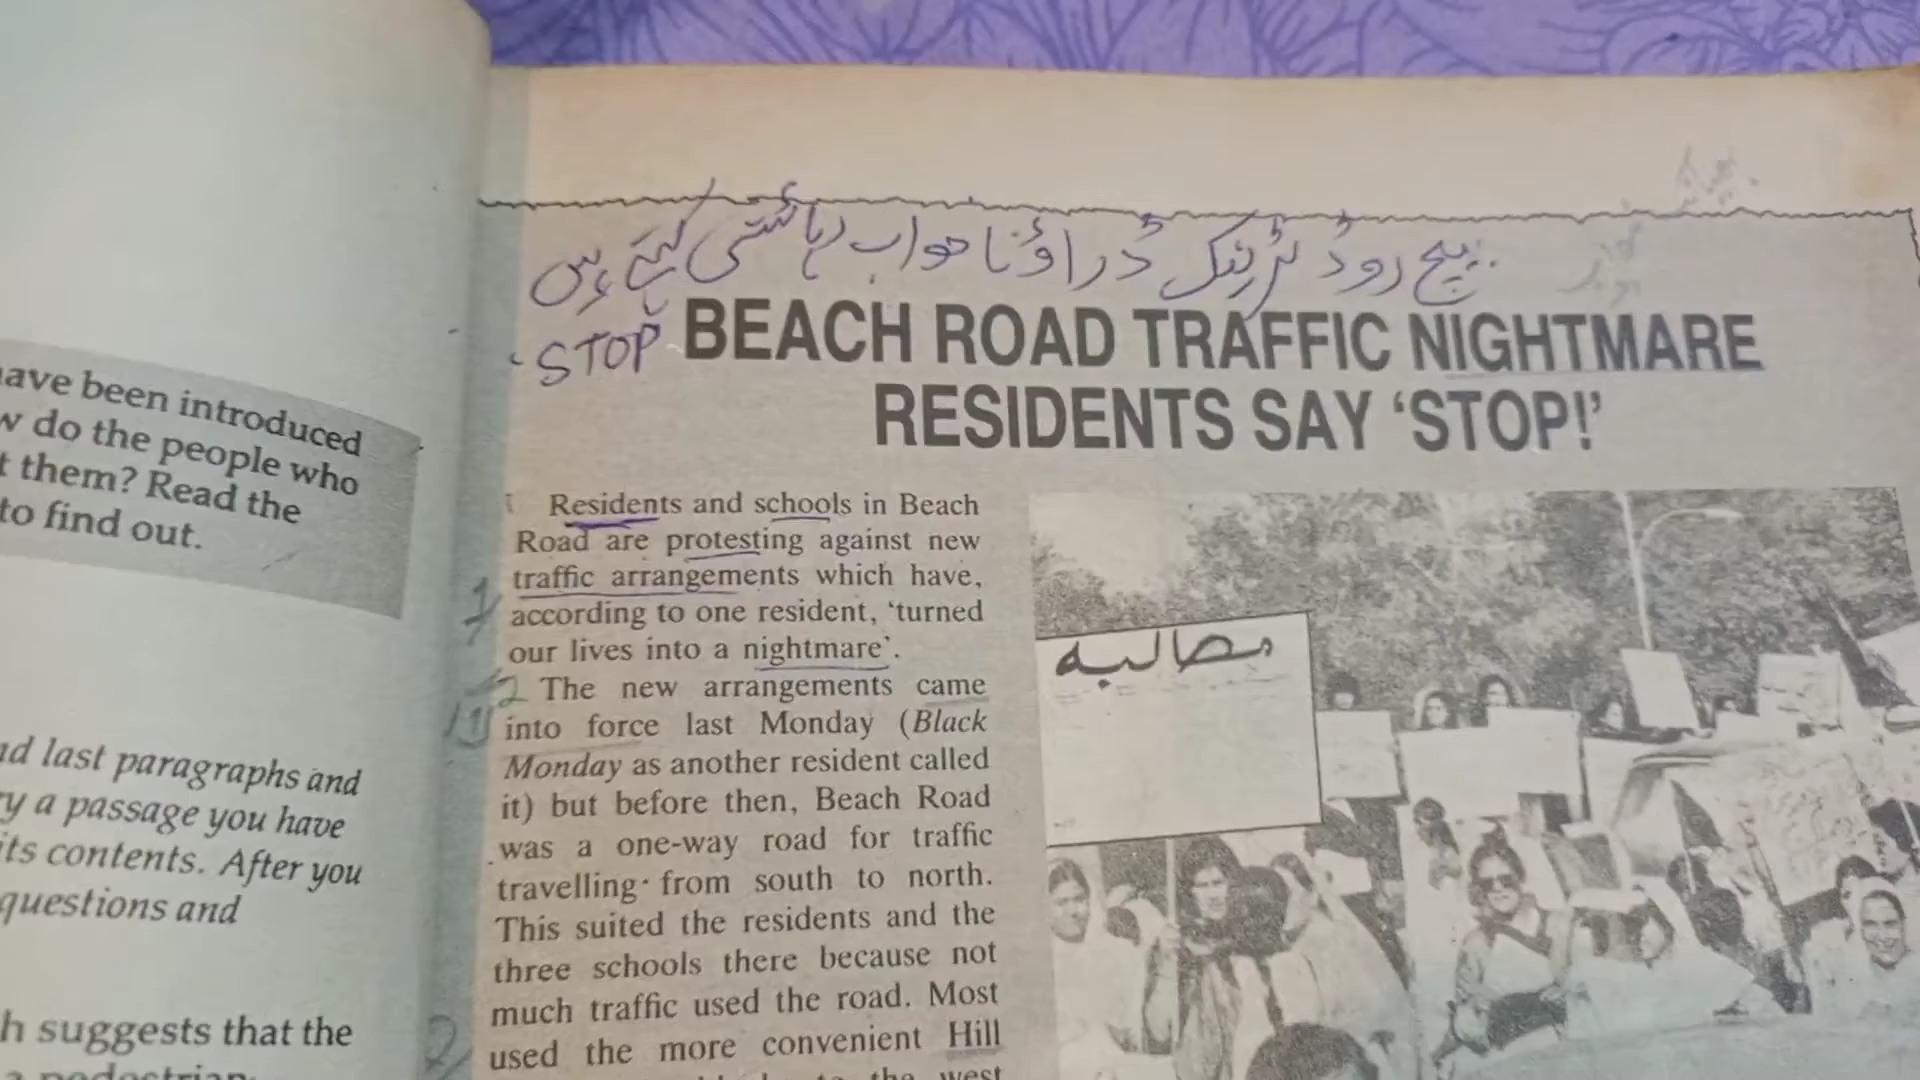 بیچ روڈ ٹریفک ڈراؤنا خواب رہائشی کہتے ہیں
STOP
BEACH ROAD TRAFFIC NIGHTMARE
RESIDENTS SAY ‘STOP!’
1 Residents and schools in Beach
Road are protesting against new
traffic arrangements which have,
according to one resident, ‘turned
our lives into a nightmare’.
2 The new arrangements came
into force last Monday (Black
Monday as another resident called
it) but before then, Beach Road
was a one-way road for traffic
travelling from south to north.
This suited the residents and the
three schools there because not
much traffic used the road. Most
used the more convenient Hill
the west
مطالبہ
have been introduced
do the people who
them? Read the
to find out.
last paragraphs and
a passage you have
its contents. After you
questions and
suggests that the
a pedestrian